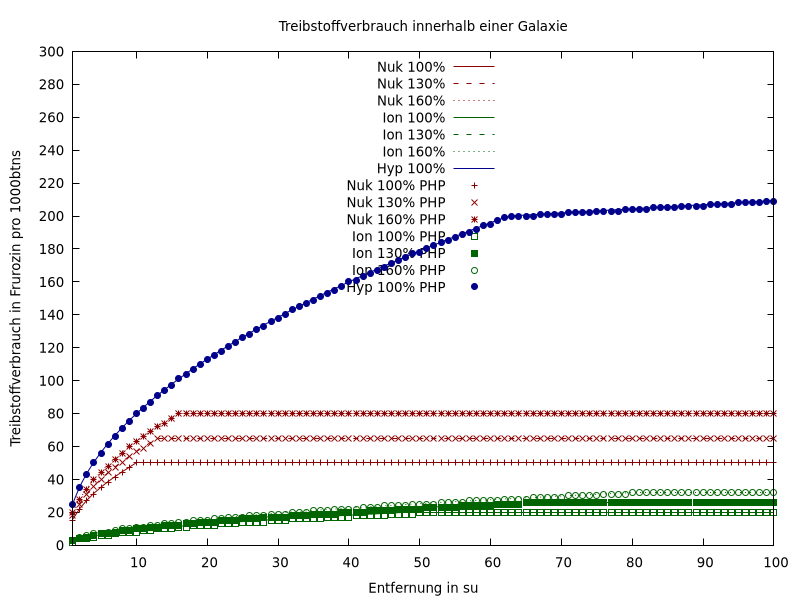 Treibstoffverbrauch innerhalb einer Galaxie
300
280
260
240
220
200
180
160
140
120
100
80
60
40
20
0
Treibstoffverbrauch in Frurozin pro 1000btns
Nuk 100%
Nuk 130%
Nuk 160%
Ion 100%
Ion 130%
Ion 160%
Hyp 100%
Nuk 100% PHP
Nuk 130% PHP
Nuk 160% PHP
Ion 100% PHP
Ion 130% PHP
Ion 160% PHP
Hyp 100% PHP
10 20 30 40 50 60 70 80 90 100
Entfernung in su